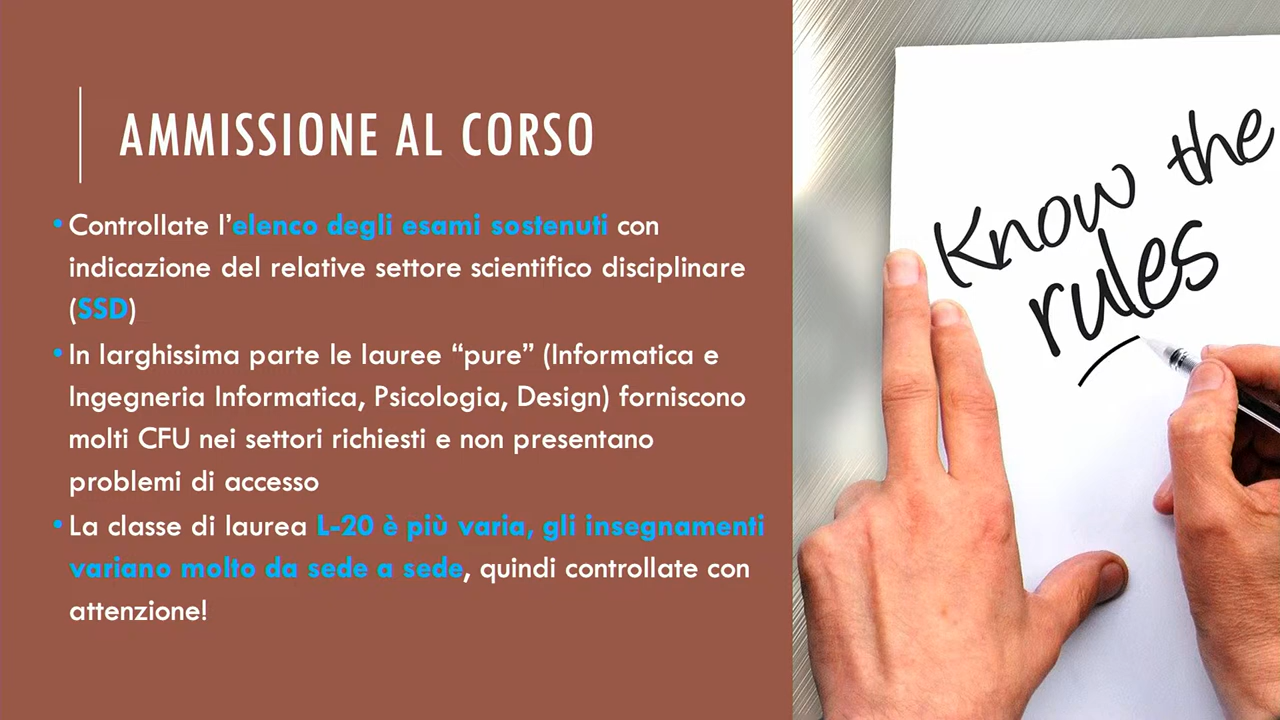 AMMISSIONE AL CORSO
• Controllate l’elenco degli esami sostenuti con
indicazione del relative settore scientifico disciplinare
(SSD)
• In larghissima parte le lauree “pure” (Informatica e
Ingegneria Informatica, Psicologia, Design) forniscono
molti CFU nei settori richiesti e non presentano
problemi di accesso
• La classe di laurea L-20 è più varia, gli insegnamenti
variano molto da sede a sede, quindi controllate con
attenzione!
Know the
rules